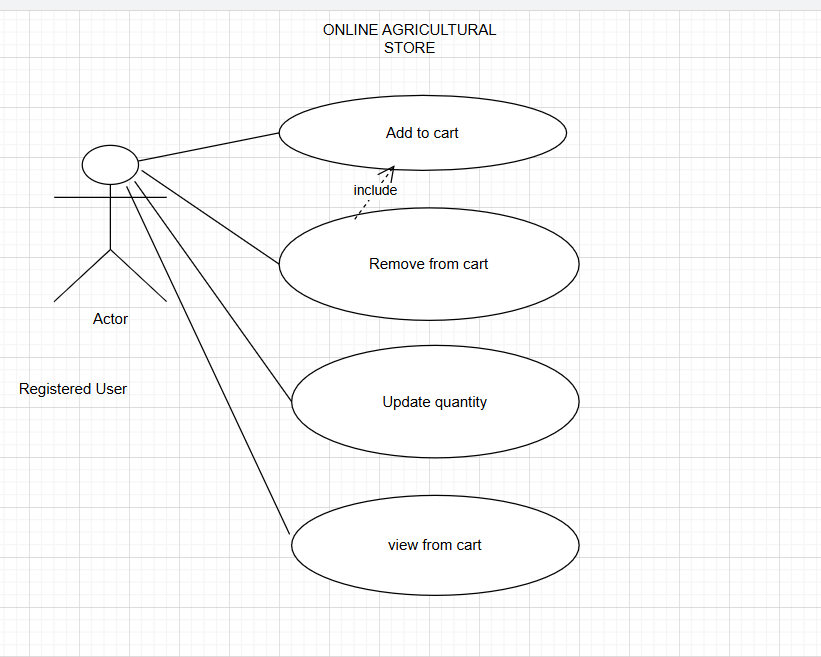 ONLINE AGRICULTURAL
STORE
Add to cart
include
Remove from cart
Actor
Registered User
Update quantity
view from cart